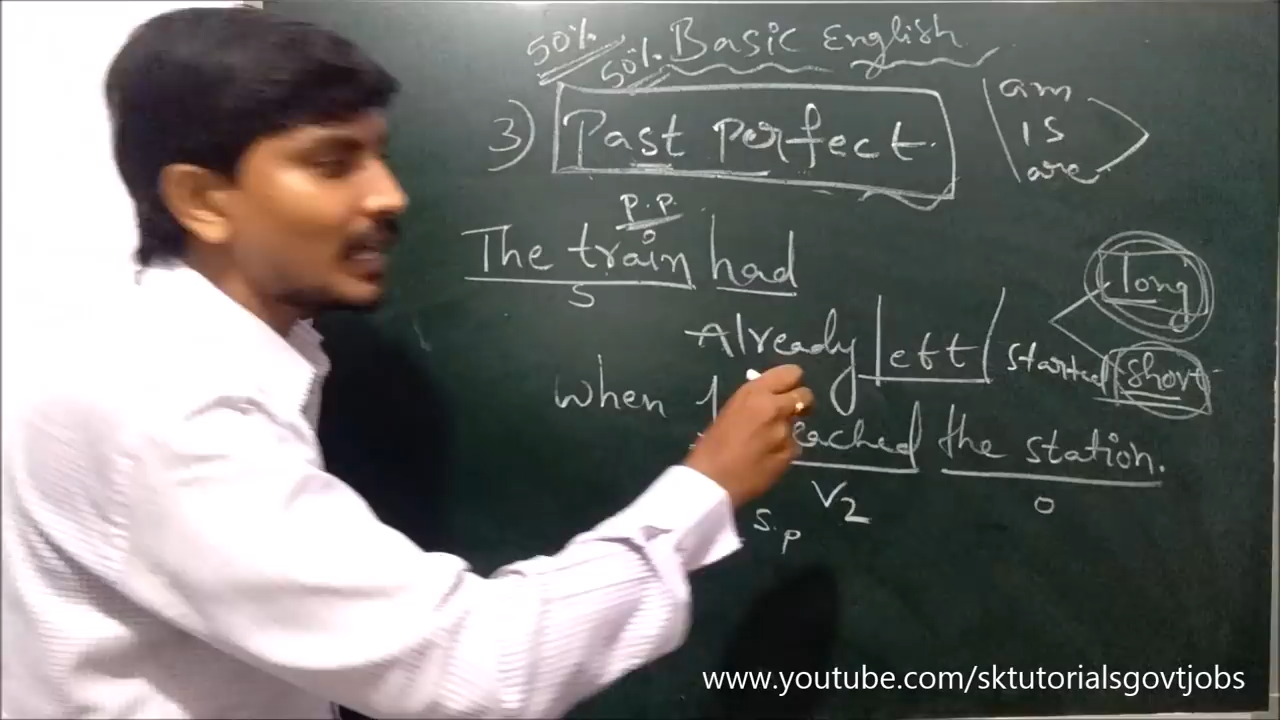 50% 50% Basic English
3) Past perfect.
am
is
are
P.P.
The train had
S
long
Already left started short
when I reached the station.
V2 O
S.P
www.youtube.com/sktutorialsgovtjobs